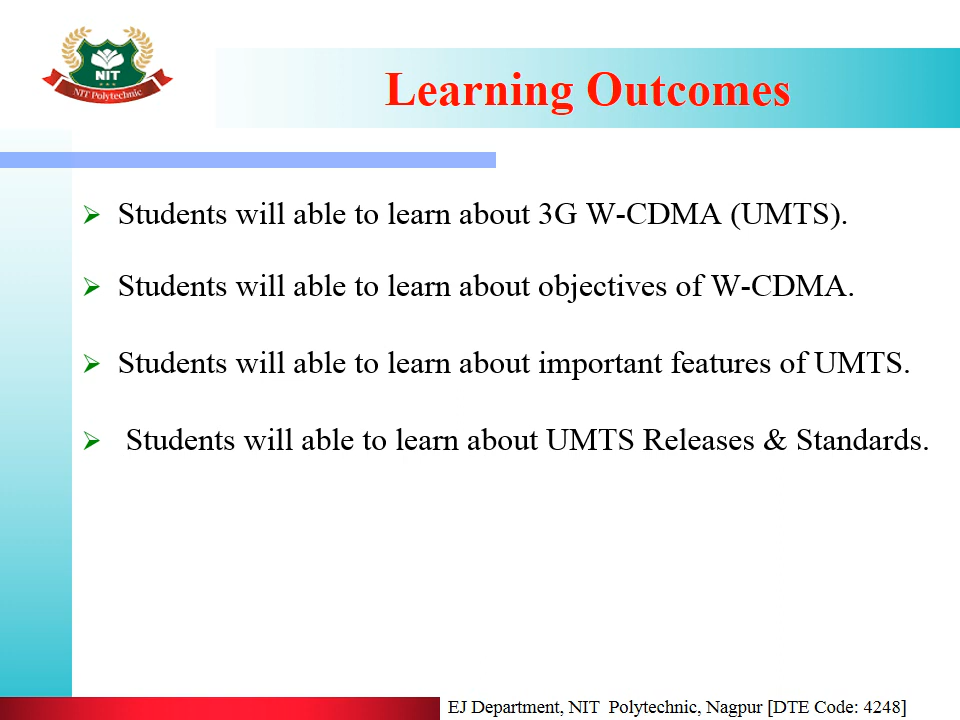 NIT
NIT Polytechnic
Learning Outcomes
Students will able to learn about 3G W-CDMA (UMTS).
Students will able to learn about objectives of W-CDMA.
Students will able to learn about important features of UMTS.
Students will able to learn about UMTS Releases & Standards.
EJ Department, NIT  Polytechnic, Nagpur [DTE Code: 4248]